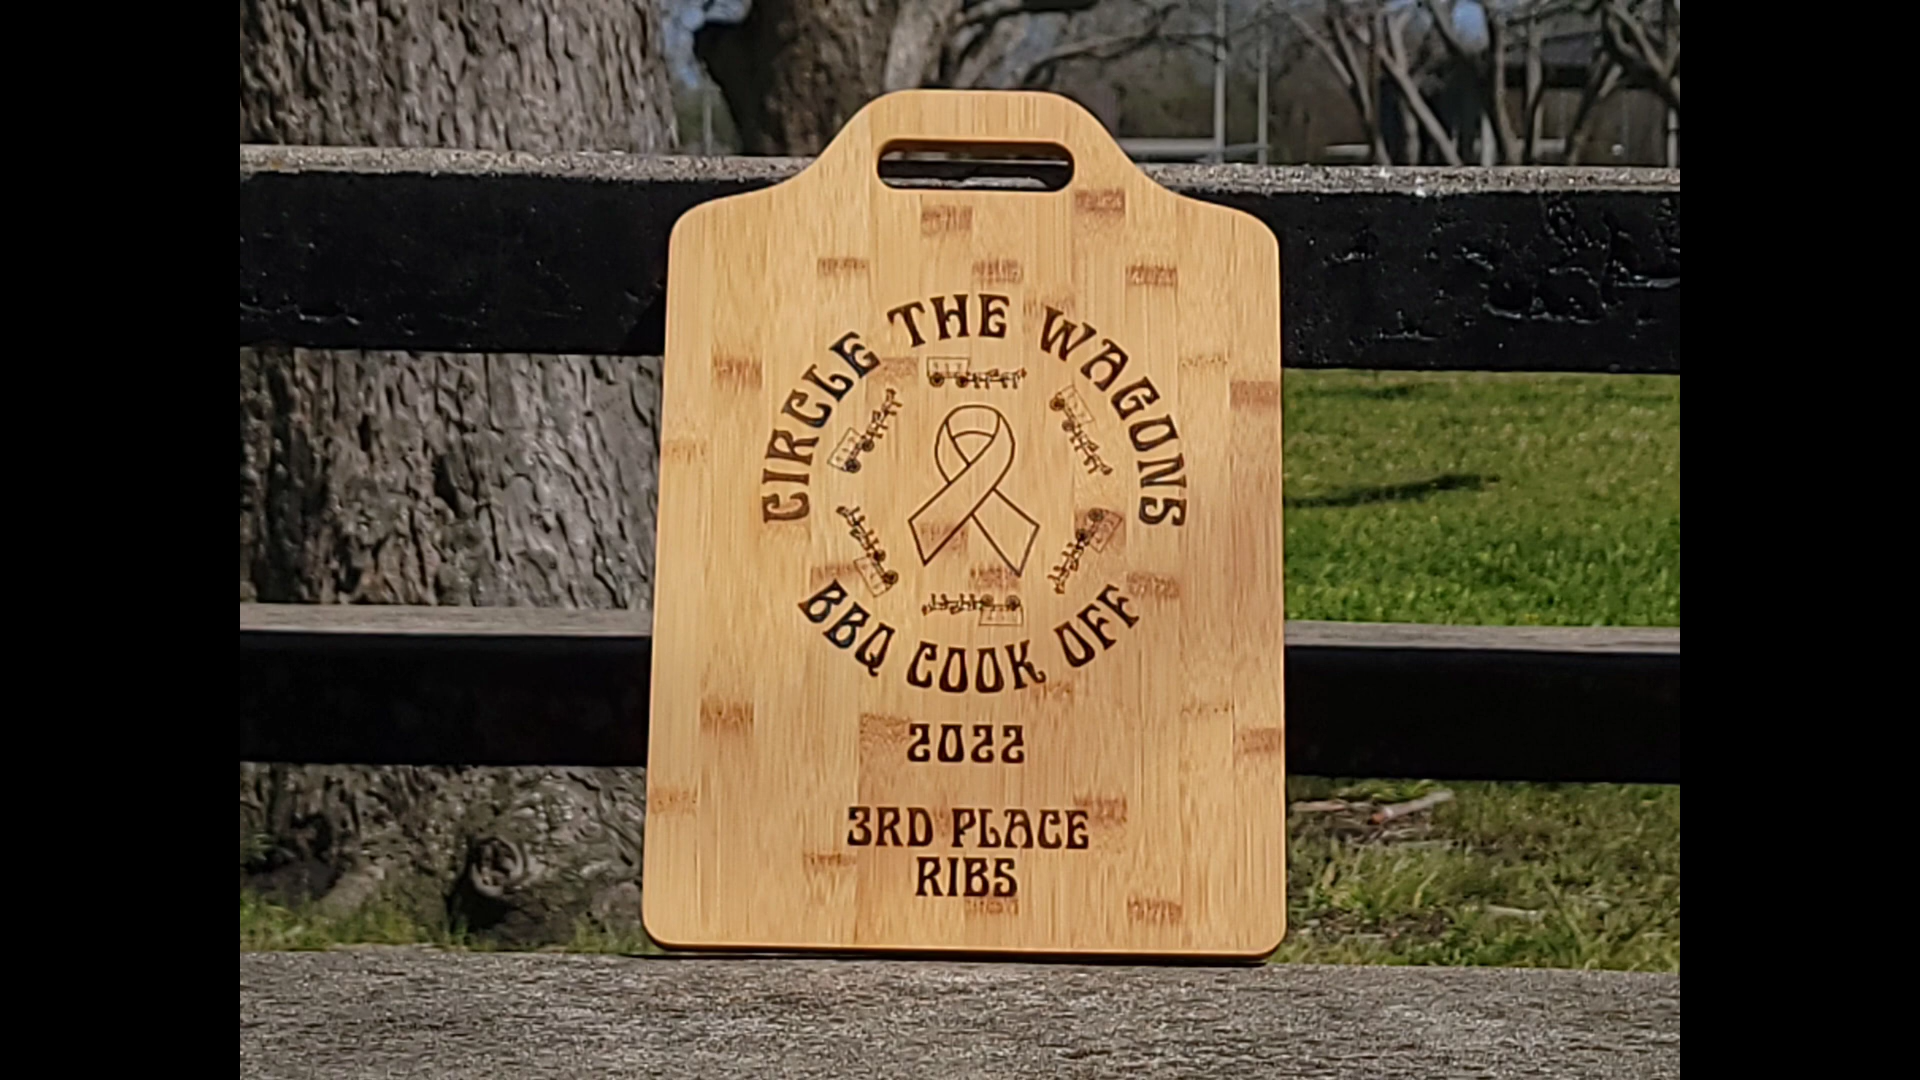 CIRCLE THE WAGONS
BBQ COOK OFF
2022
3RD PLACE
RIBS